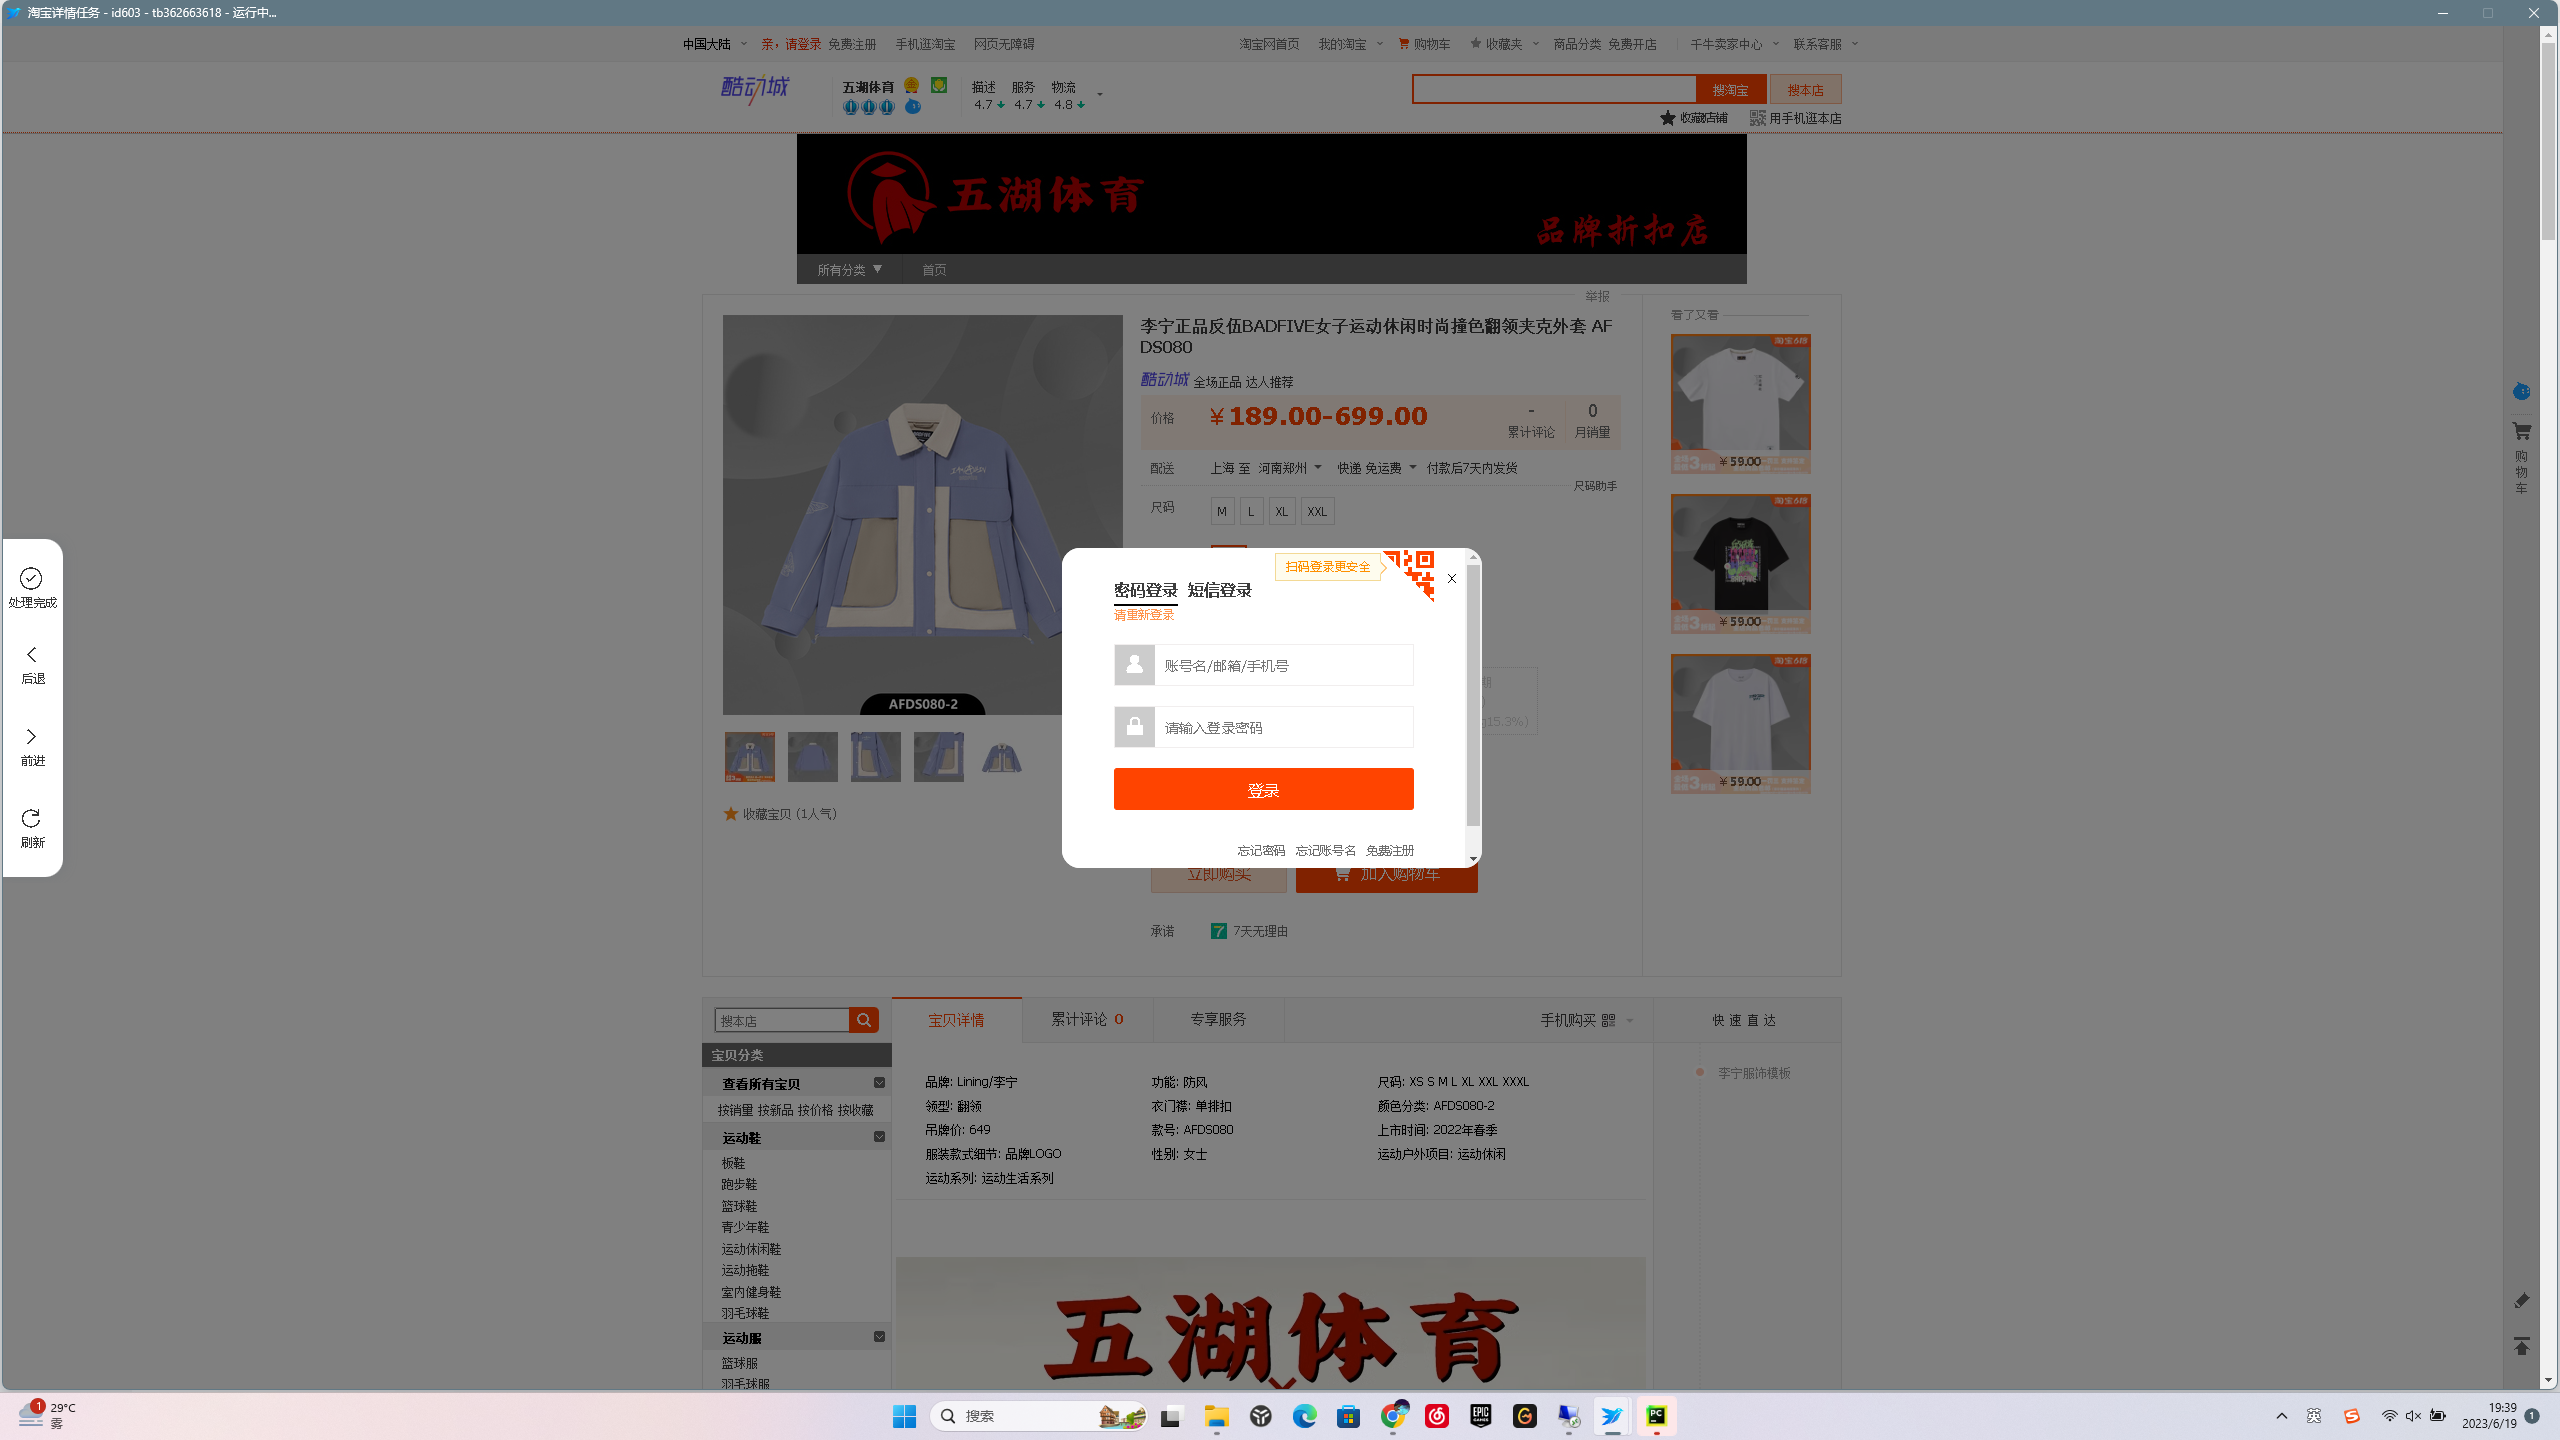 淘宝详情任务 - id603 - tb362663618 - 运行中...
中国大陆 亲，请登录 免费注册 手机逛淘宝 网页无障碍 淘宝网首页 我的淘宝 购物车 收藏夹 商品分类 免费开店 千牛卖家中心 联系客服
酷动城 五湖体育 描述 服务 物流
4.7 4.7 4.8
搜淘宝 搜本店
收藏店铺 用手机逛本店
五湖体育
品牌折扣店
所有分类 首页
举报
李宁正品反伍BADFIVE女子运动休闲时尚撞色翻领夹克外套 AF
DS080
酷动城 全场正品 达人推荐
价格 ¥ 189.00-699.00
- 累计评论
0 月销量
配送 上海 至 河南郑州 快递 免运费 付款后7天内发货
尺码助手
尺码 M L XL XXL
看了又看
淘宝6.18
¥ 59.00
淘宝6.18
¥ 59.00
淘宝6.18
¥ 59.00
购物车
处理完成
后退
前进
刷新
AFDS080-2
收藏宝贝 (1人气)
扫码登录更安全
密码登录 短信登录
请重新登录
账号名/邮箱/手机号
请输入登录密码
登录
忘记密码 忘记账号名 免费注册
期
15.3%)
立即购买 加入购物车
承诺 7 7天无理由
搜本店
宝贝详情 累计评论 0 专享服务 手机购买 快速直达
宝贝分类
查看所有宝贝
按销量 按新品 按价格 按收藏
运动鞋
板鞋
跑步鞋
篮球鞋
青少年鞋
运动休闲鞋
运动拖鞋
室内健身鞋
羽毛球鞋
运动服
篮球服
羽毛球服
品牌: Lining/李宁 功能: 防风 尺码: XS S M L XL XXL XXXL
领型: 翻领 衣门襟: 单排扣 颜色分类: AFDS080-2
吊牌价: 649 款号: AFDS080 上市时间: 2022年春季
服装款式细节: 品牌LOGO 性别: 女士 运动户外项目: 运动休闲
运动系列: 运动生活系列
李宁服饰模板
五湖体育
1 29°C
雾
搜索
EPIC GAMES
PC
英
19:39
2023/6/19
1